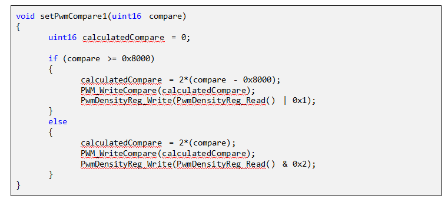 void setPwmCompare1(uint16 compare)
{
uint16 calculatedCompare = 0;
if (compare >= 0x8000)
{
calculatedCompare = 2*(compare - 0x8000);
PWM_WriteCompare(calculatedCompare);
PwmDensityReg_Write(PwmDensityReg_Read() | 0x1);
}
else
{
calculatedCompare = 2*(compare);
PWM_WriteCompare(calculatedCompare);
PwmDensityReg_Write(PwmDensityReg_Read() & 0x2);
}
}